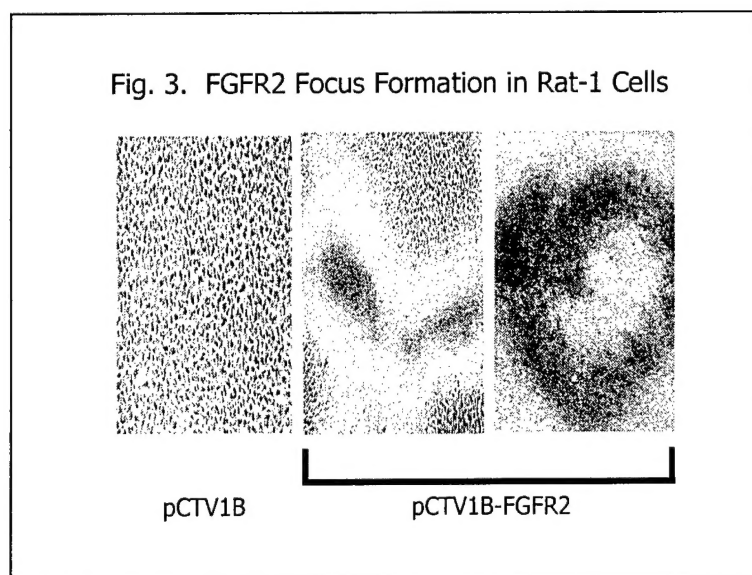 Fig. 3. FGFR2 Focus Formation in Rat-1 Cells
pCTV1B
pCTV1B-FGFR2